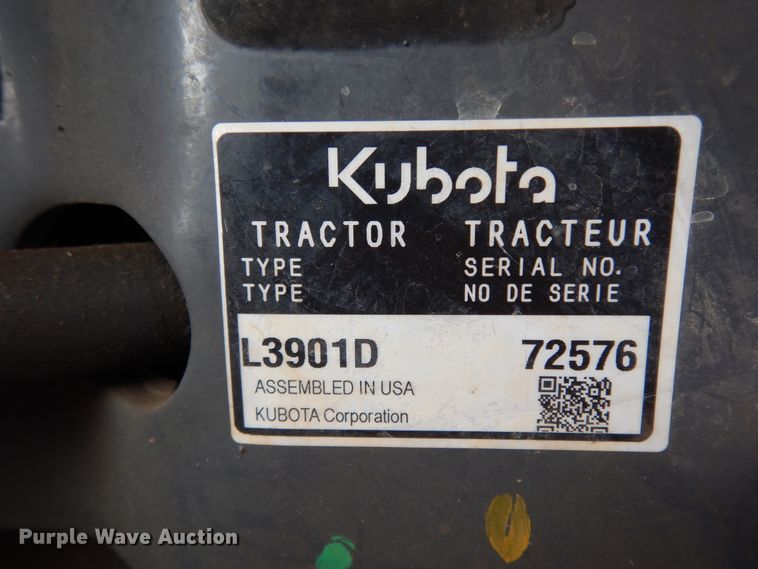 Kubota
TRACTOR TRACTEUR
TYPE SERIAL NO.
TYPE NO DE SERIE
L3901D 72576
ASSEMBLED IN USA
KUBOTA Corporation
Purple Wave Auction